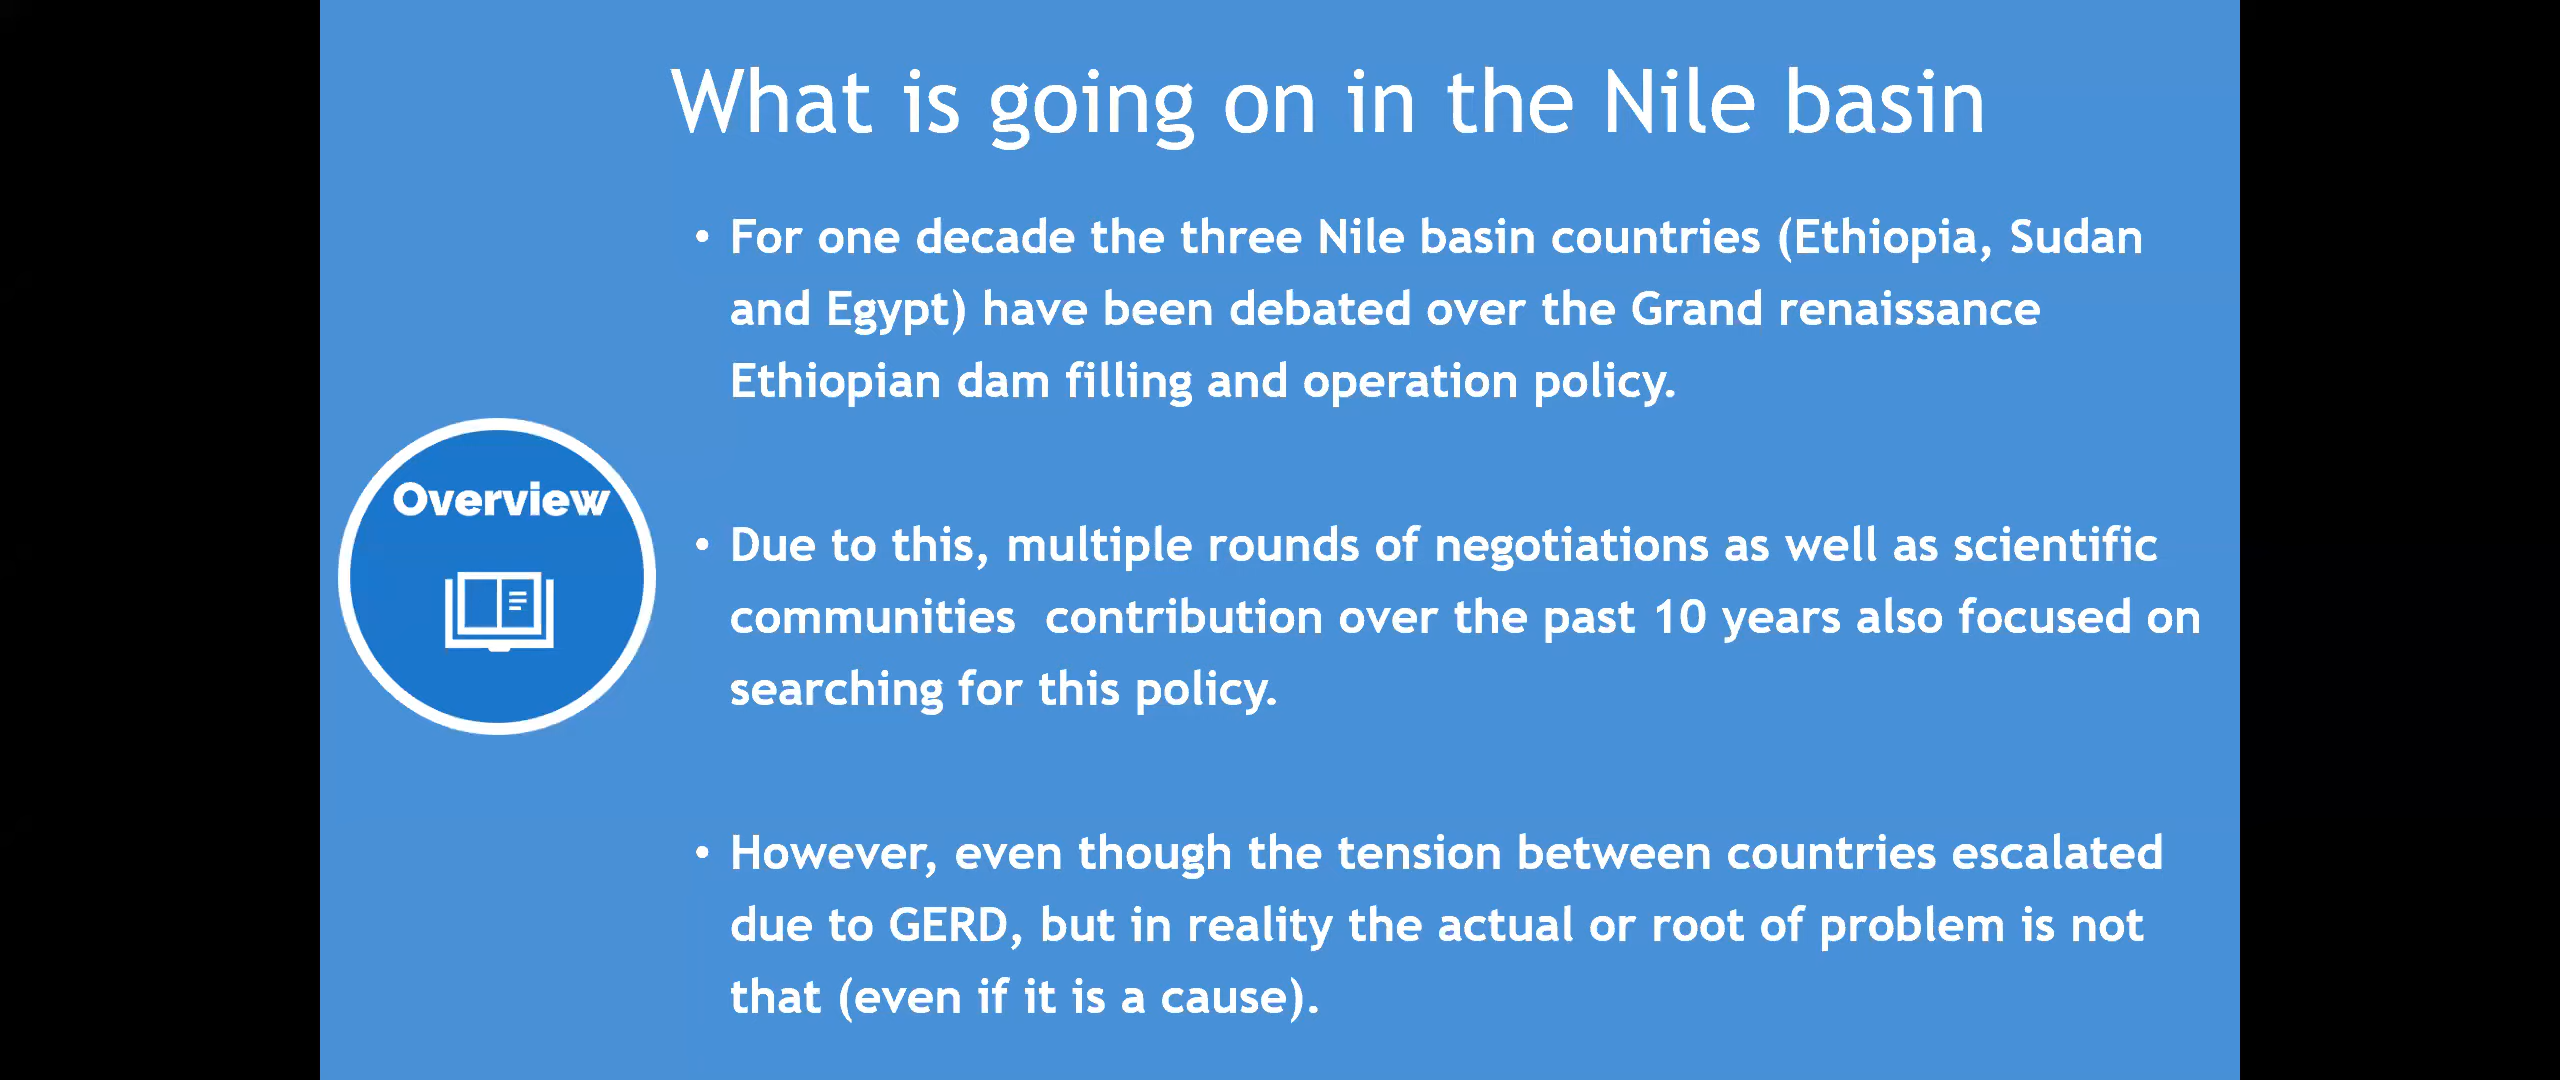 What is going on in the Nile basin
• For one decade the three Nile basin countries (Ethiopia, Sudan
and Egypt) have been debated over the Grand renaissance
Ethiopian dam filling and operation policy.
Overview
• Due to this, multiple rounds of negotiations as well as scientific
communities  contribution over the past 10 years also focused on
searching for this policy.
• However, even though the tension between countries escalated
due to GERD, but in reality the actual or root of problem is not
that (even if it is a cause).